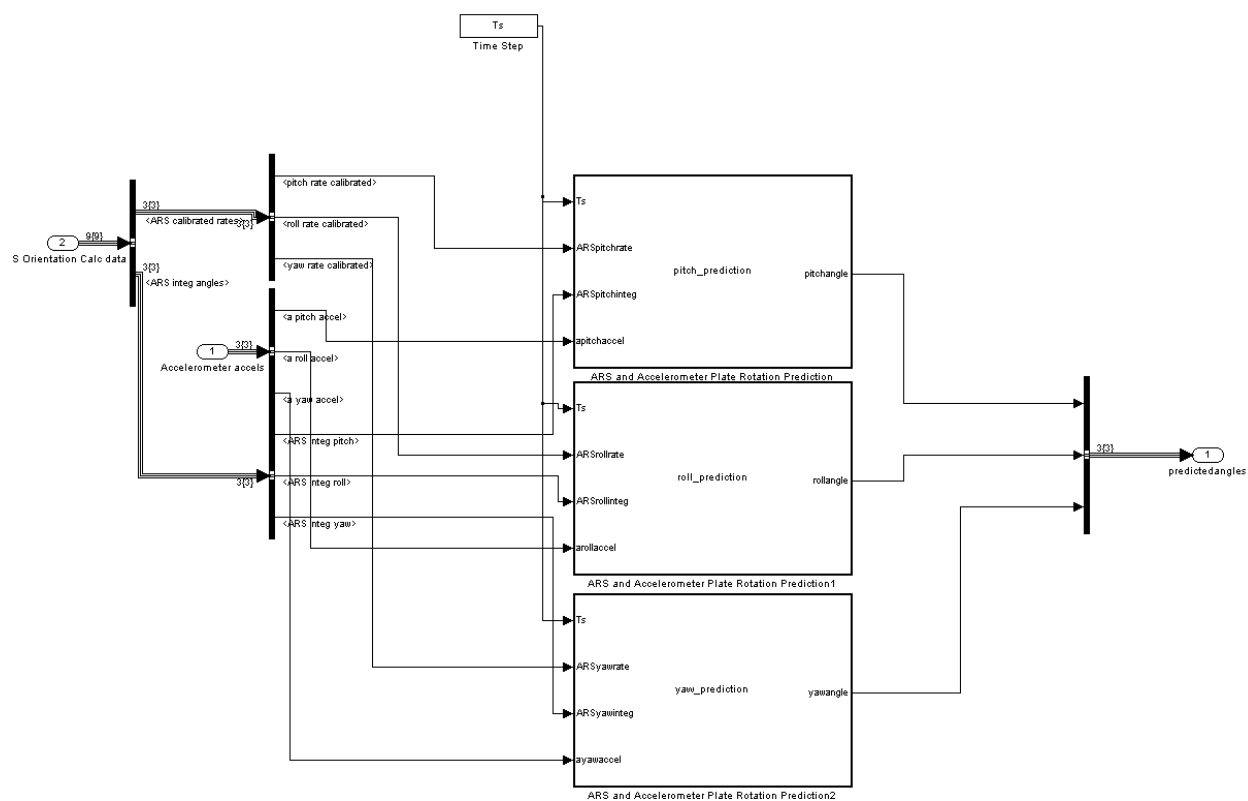 Ts
Time Step
<pitch rate calibrated>
3{3}
<ARS calibrated rates>
3{3}
<roll rate calibrated>
2
9{9}
S Orientation Calc data
<yaw rate calibrated>
3{3}
<ARS integ angles>
<a pitch accel>
1
3{3}
<a roll accel>
Accelerometer accels
<a yaw accel>
<ARS integ pitch>
3{3}
<ARS integ roll>
<ARS integ yaw>
Ts
ARSpitchrate
pitch_prediction
pitchangle
ARSpitchinteg
apitchaccel
ARS and Accelerometer Plate Rotation Prediction
Ts
ARSrollrate
roll_prediction
rollangle
ARSrollinteg
arollaccel
ARS and Accelerometer Plate Rotation Prediction1
Ts
ARSyawrate
yaw_prediction
yawangle
ARSyawinteg
ayawaccel
ARS and Accelerometer Plate Rotation Prediction2
3{3}
1
predictedangles